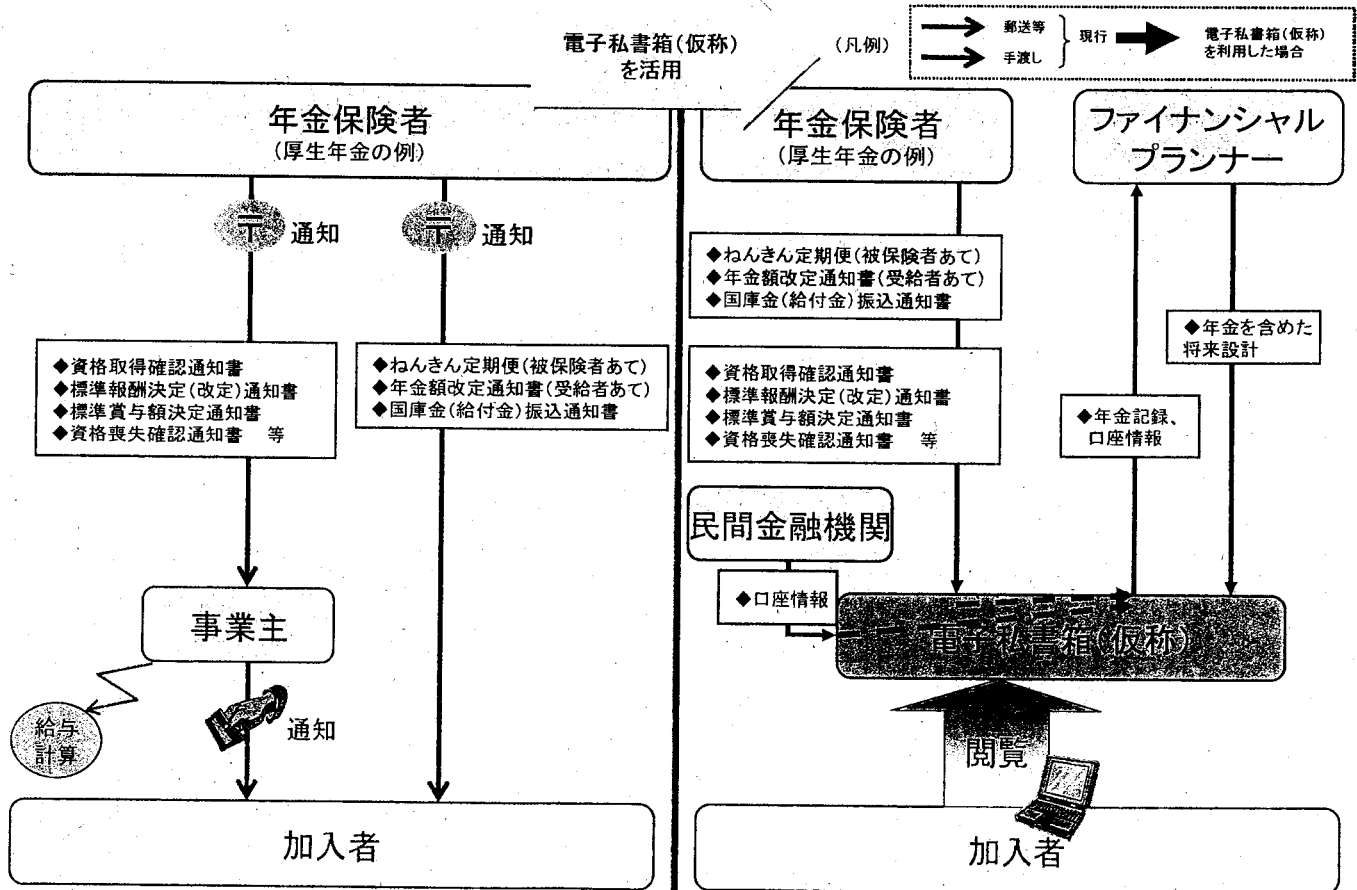 電子私書箱(仮称)
を活用
(凡例)
郵送等
手渡し
現行
電子私書箱(仮称)
を利用した場合
年金保険者
(厚生年金の例)
〒 通知
〒 通知
◆資格取得確認通知書
◆標準報酬決定(改定)通知書
◆標準賞与額決定通知書
◆資格喪失確認通知書 等
◆ねんきん定期便(被保険者あて)
◆年金額改定通知書(受給者あて)
◆国庫金(給付金)振込通知書
事業主
給与
計算
通知
加入者
年金保険者
(厚生年金の例)
ファイナンシャル
プランナー
◆ねんきん定期便(被保険者あて)
◆年金額改定通知書(受給者あて)
◆国庫金(給付金)振込通知書
◆資格取得確認通知書
◆標準報酬決定(改定)通知書
◆標準賞与額決定通知書
◆資格喪失確認通知書 等
◆年金を含めた
将来設計
◆年金記録、
口座情報
民間金融機関
◆口座情報
電子私書箱(仮称)
閲覧
加入者